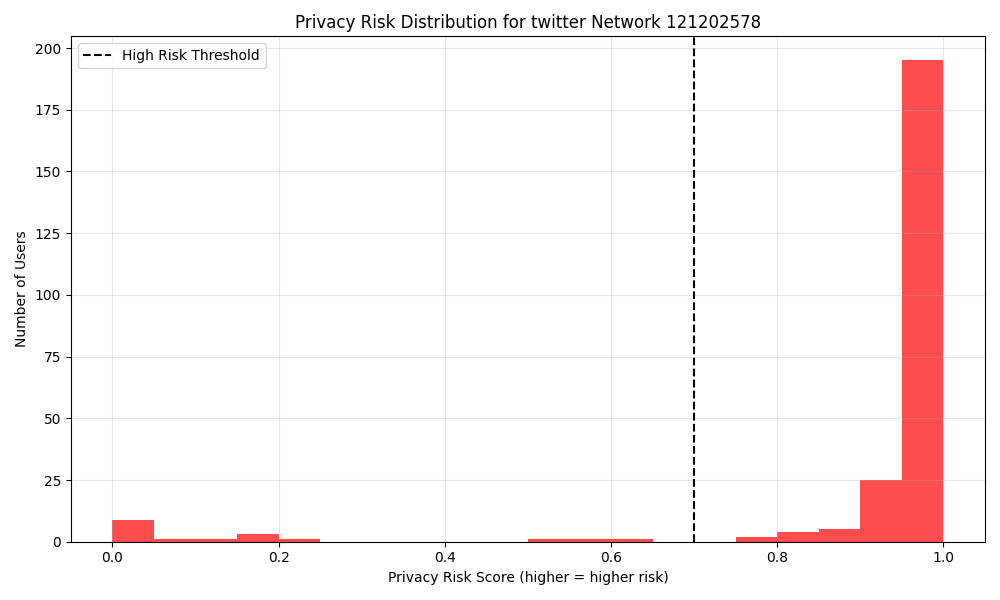 Privacy Risk Distribution for twitter Network 121202578
High Risk Threshold
Number of Users
200
175
150
125
100
75
50
25
0
0.0 0.2 0.4 0.6 0.8 1.0
Privacy Risk Score (higher = higher risk)